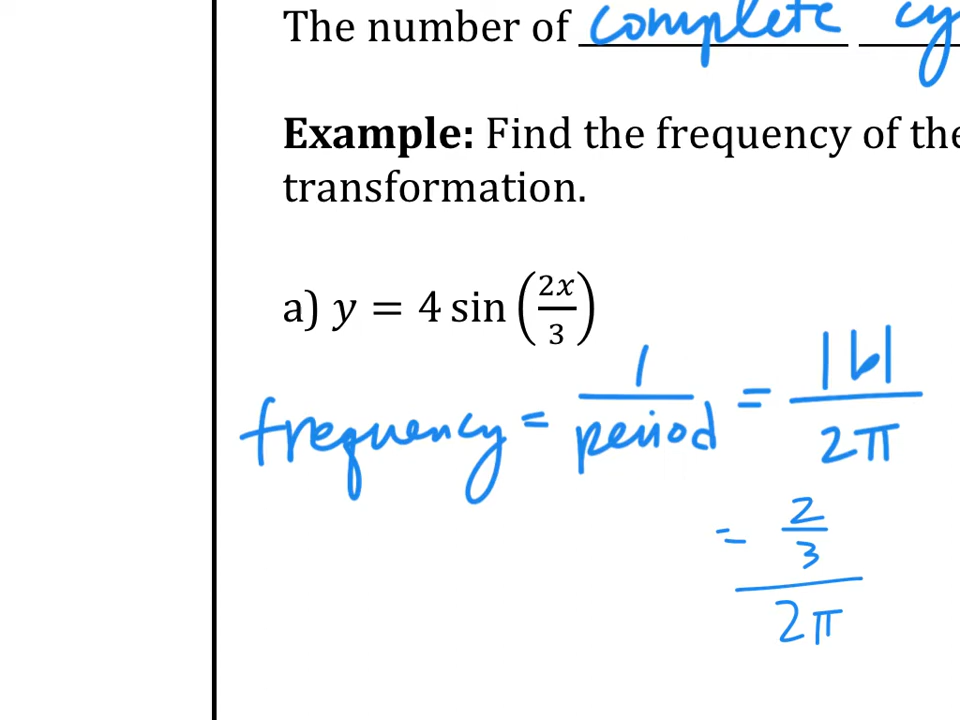 The number of complete cy
Example: Find the frequency of the
transformation.
a) y = 4 sin (2x/3)
frequency = 1/period = |b|/2π
= 2/3/2π